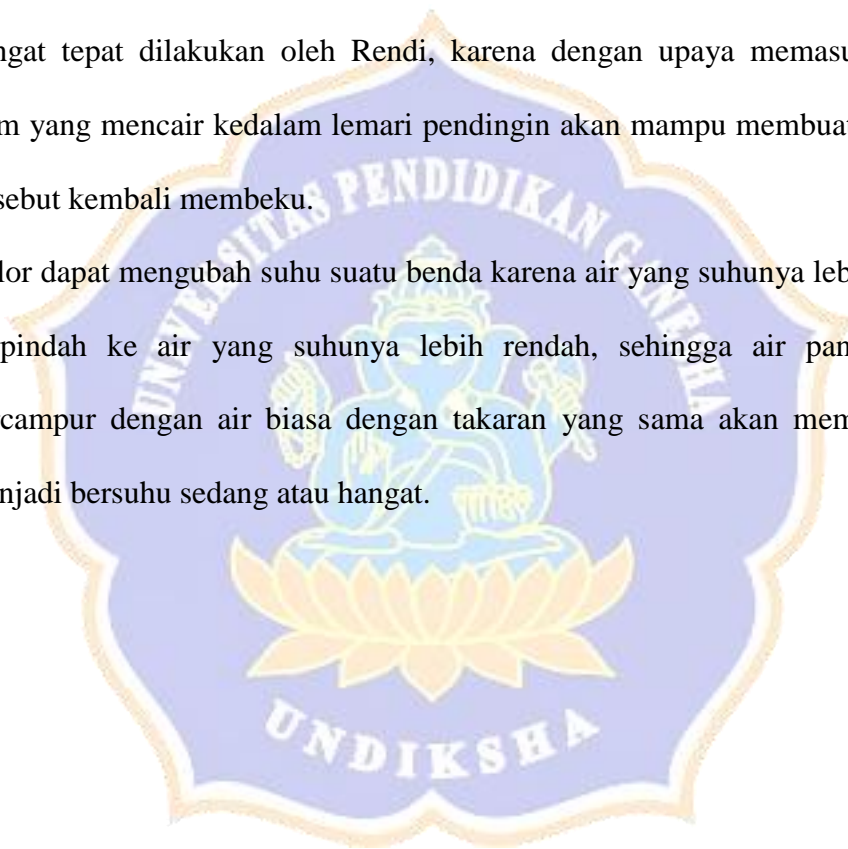 ngat tepat dilakukan oleh Rendi, karena dengan upaya memasu
m yang mencair kedalam lemari pendingin akan mampu membuat
sebut kembali membeku.
lor dapat mengubah suhu suatu benda karena air yang suhunya leb
pindah ke air yang suhunya lebih rendah, sehingga air pan
campur dengan air biasa dengan takaran yang sama akan mem
njadi bersuhu sedang atau hangat.
UNIVERSITAS PENDIDIKAN GANESHA
UNDIKSHA